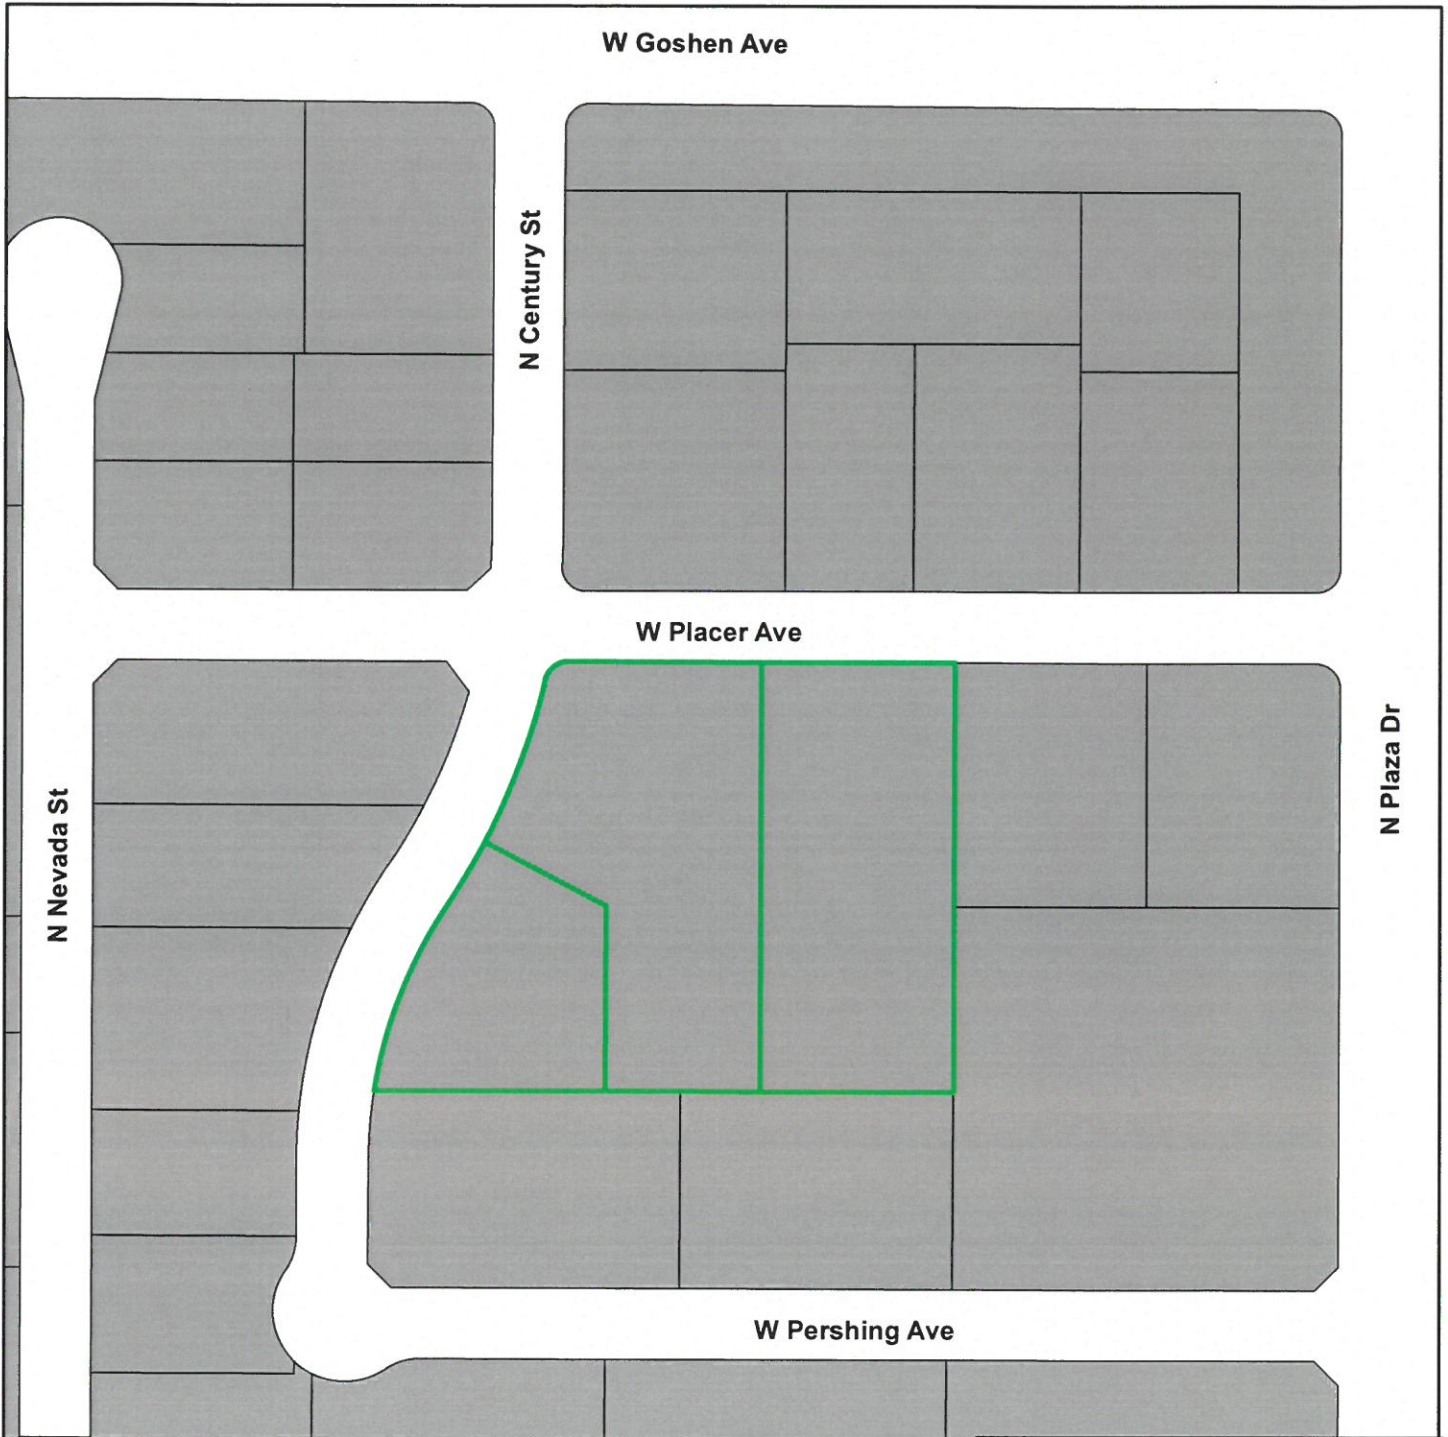 W Goshen Ave
N Century St
W Placer Ave
N Plaza Dr
N Nevada St
W Pershing Ave